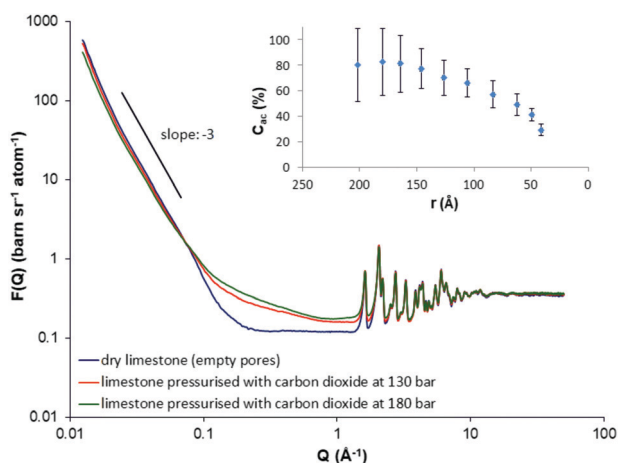 1000
100
10
1
0.1
0.01
F(Q) (barn sr⁻¹ atom⁻¹)
slope: -3
100
80
60
40
20
0
C_ac (%)
250 200 150 100 50 0
r (Å)
dry limestone (empty pores)
limestone pressurised with carbon dioxide at 130 bar
limestone pressurised with carbon dioxide at 180 bar
0.01 0.1 1 10 100
Q (Å⁻¹)